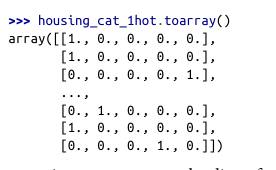 >>> housing_cat_1hot.toarray()
array([[1., 0., 0., 0., 0.],
       [1., 0., 0., 0., 0.],
       [0., 0., 0., 0., 1.],
       ...,
       [0., 1., 0., 0., 0.],
       [1., 0., 0., 0., 0.],
       [0., 0., 0., 1., 0.]])